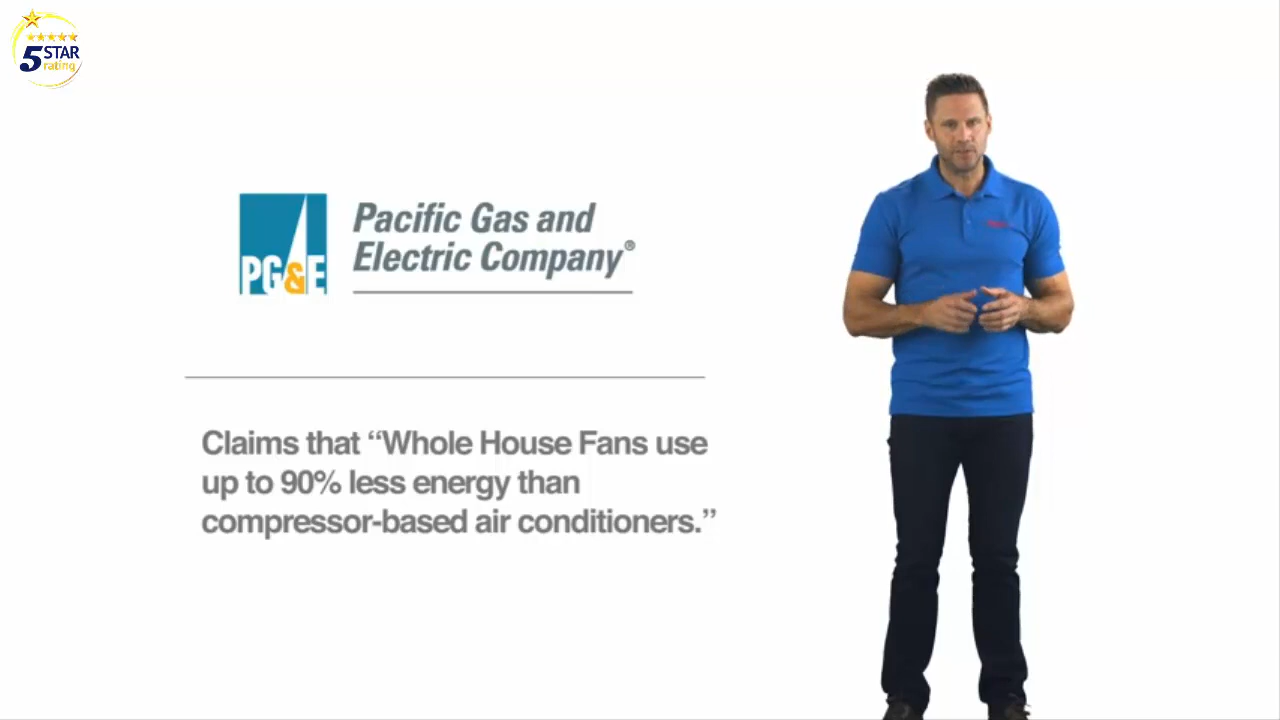 5 STAR
rating
PG&E
Pacific Gas and
Electric Company®
Claims that “Whole House Fans use
up to 90% less energy than
compressor-based air conditioners.”